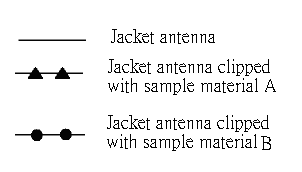 Jacket antenna
Jacket antenna clipped
with sample material A
Jacket antenna clipped
with sample material B